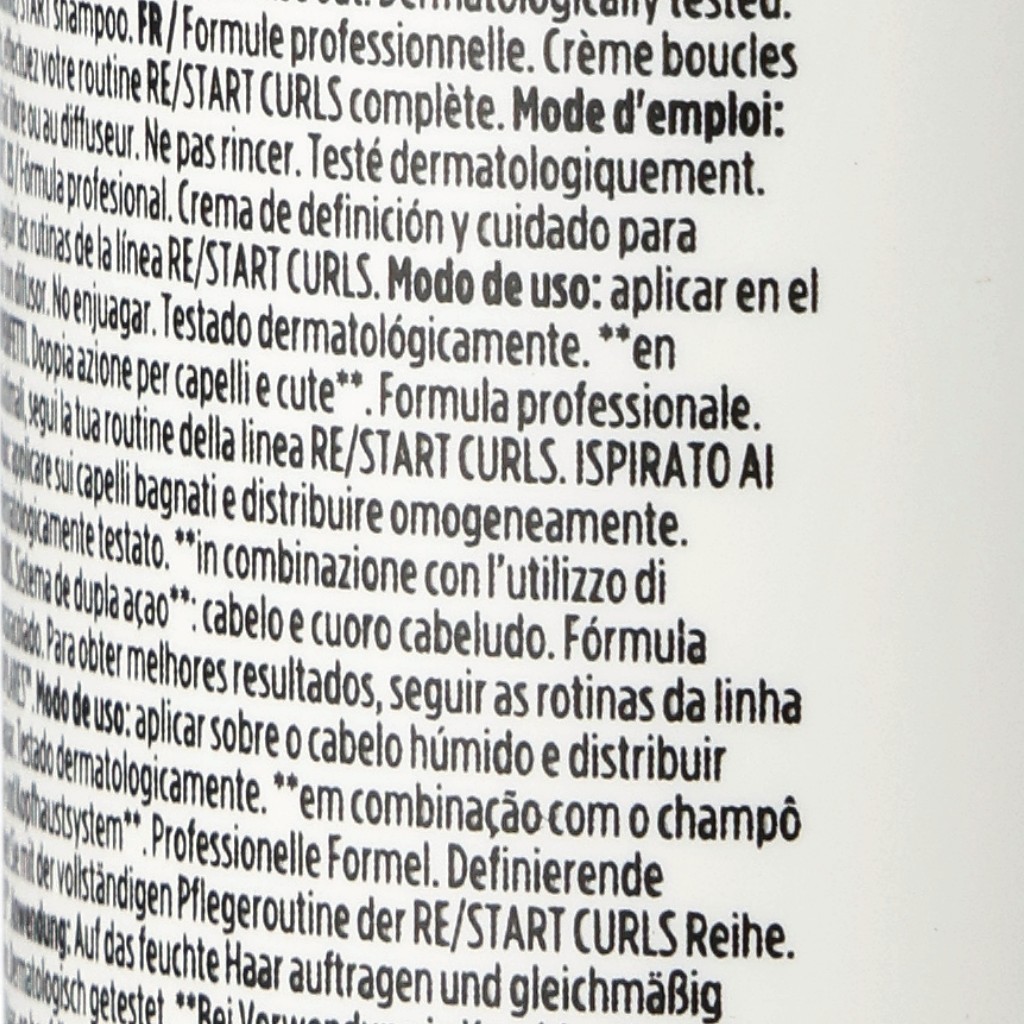 Dermatologically tested.
shampoo. FR / Formule professionnelle. Crème boucles
votre routine RE/START CURLS complète. Mode d'emploi:
ou au diffuseur. Ne pas rincer. Testé dermatologiquement.
/ Fórmula profesional. Crema de definición y cuidado para
las rutinas de la línea RE/START CURLS. Modo de uso: aplicar en el
difusor. No enjuagar. Testado dermatológicamente. **en
Doppia azione per capelli e cute**. Formula professionale.
segui la tua routine della linea RE/START CURLS. ISPIRATO AI
applicare sui capelli bagnati e distribuire omogeneamente.
testato. **in combinazione con l'utilizzo di
Sistema de dupla açao**: cabelo e cuoro cabeludo. Fórmula
Para obter melhores resultados, seguir as rotinas da linha
Modo de uso: aplicar sobre o cabelo húmido e distribuir
Testado dermatologicamente. **em combinação com o champô
Professionelle Formel. Definierende
mit der vollständigen Pflegeroutine der RE/START CURLS Reihe.
Anwendung: Auf das feuchte Haar auftragen und gleichmäßig
getestet **Bei